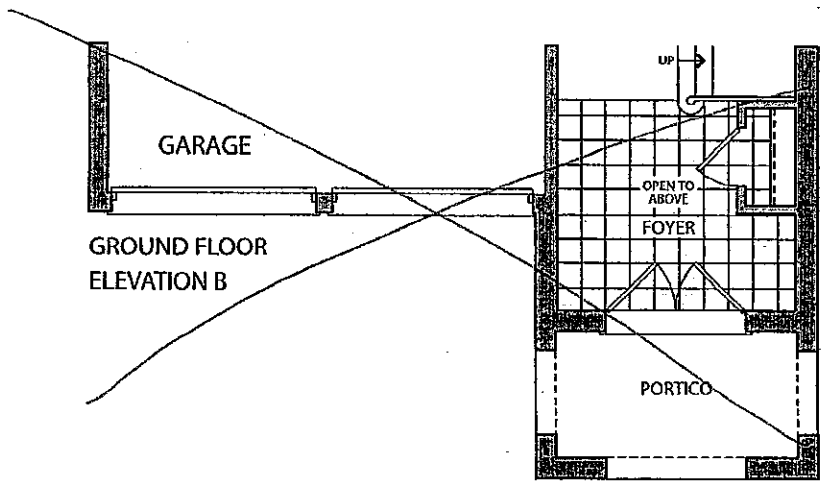 UP
GARAGE
OPEN TO
ABOVE
FOYER
GROUND FLOOR
ELEVATION B
PORTICO